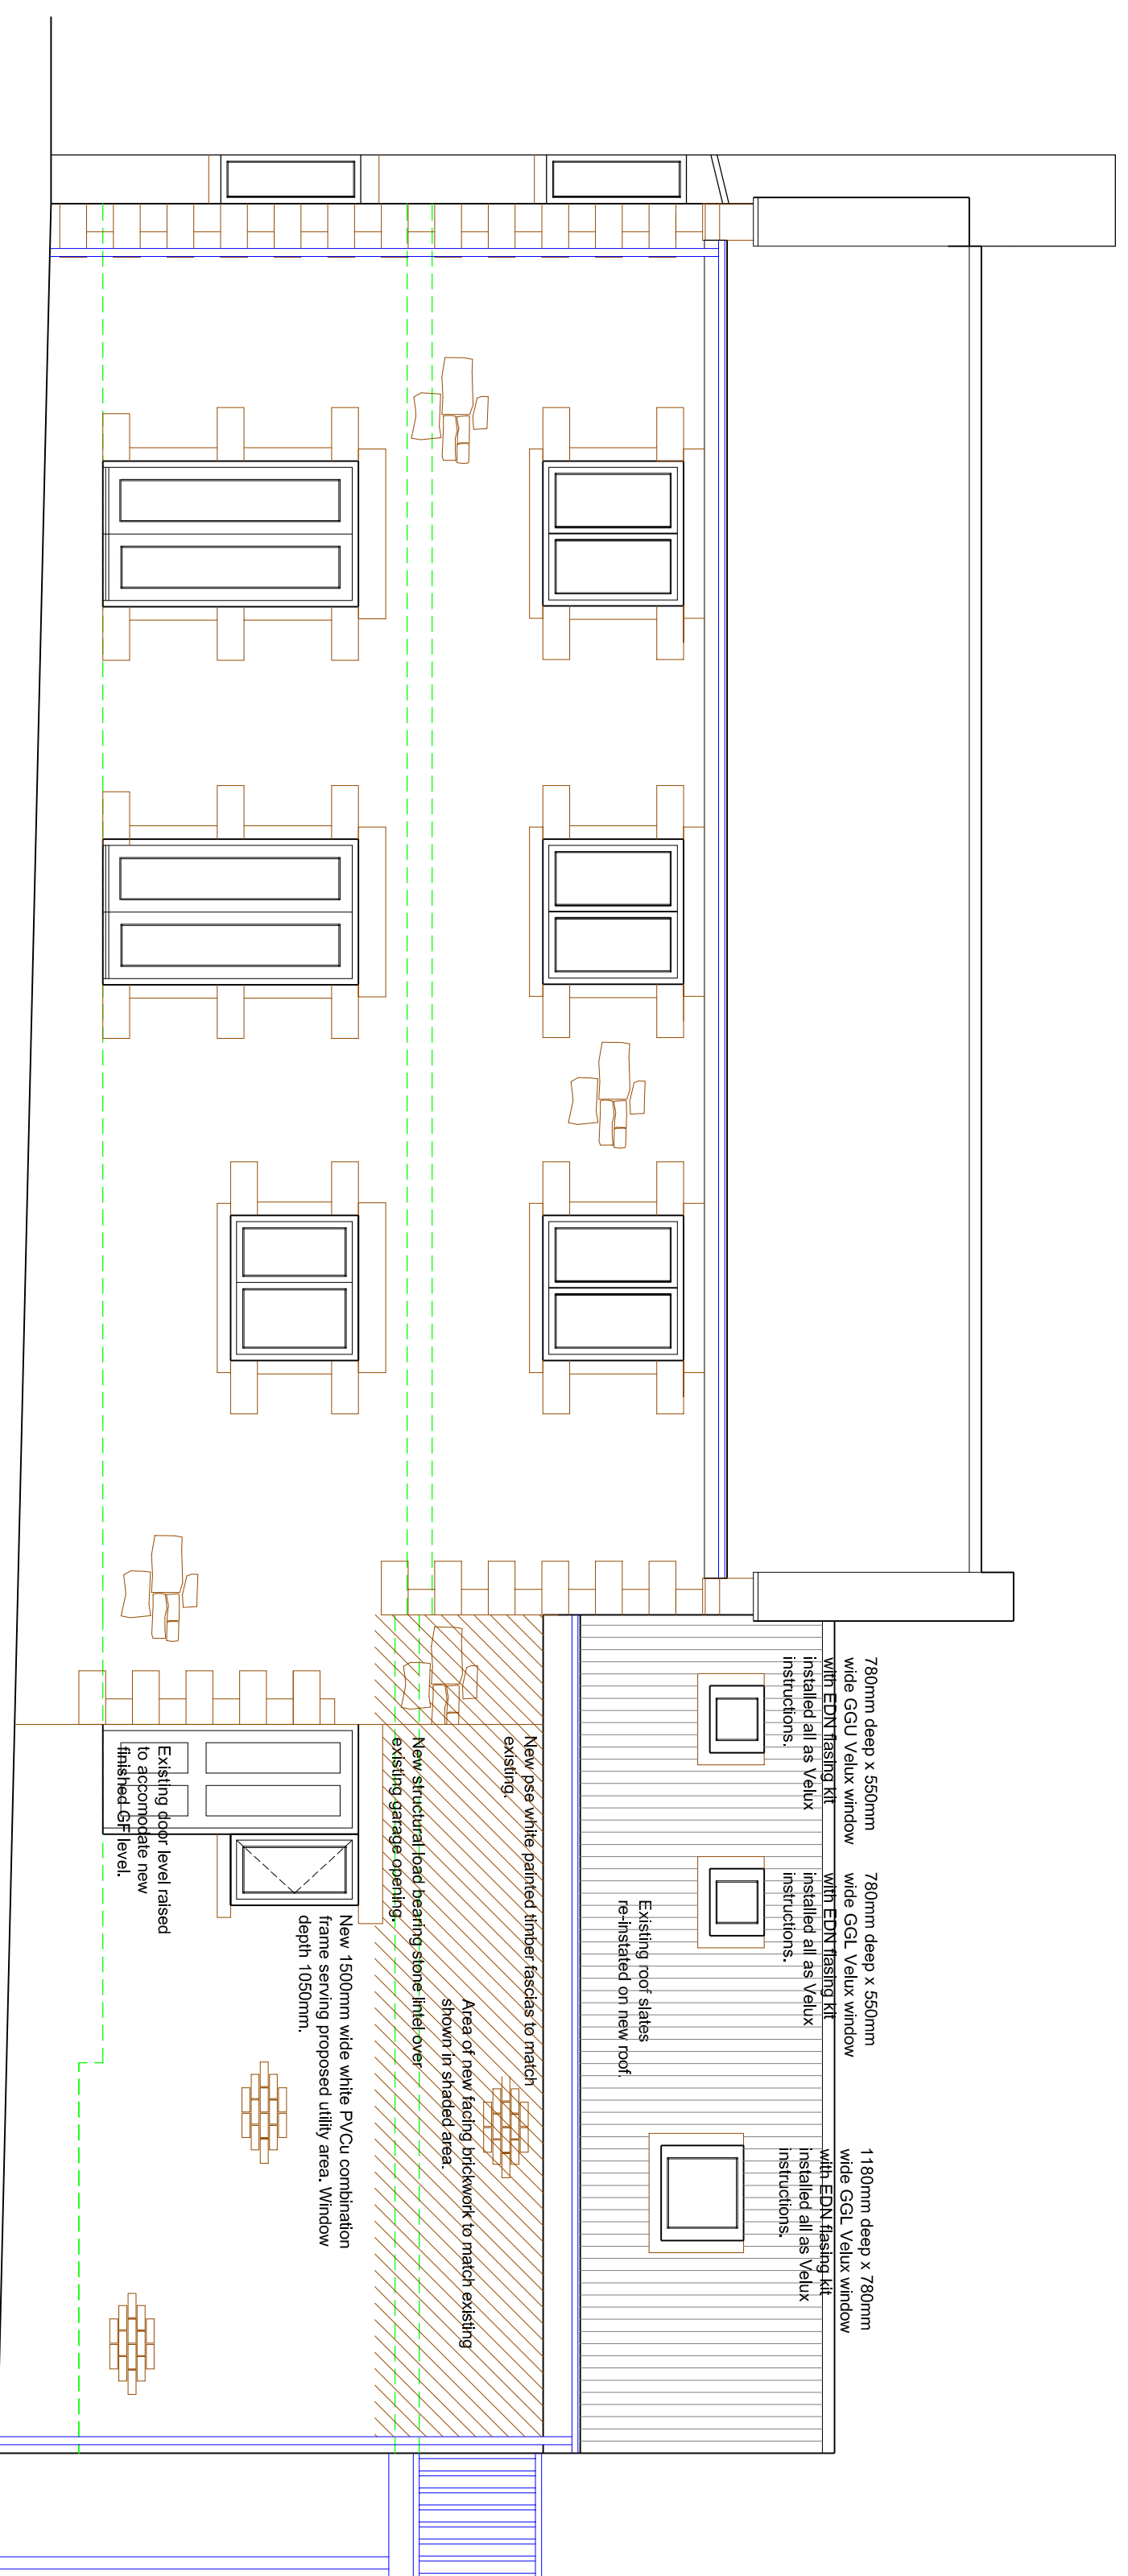 780mm deep x 550mm
wide GGU Velux window
with EDN flasing kit
installed all as Velux
instructions.
780mm deep x 550mm
wide GGL Velux window
with EDN flasing kit
installed all as Velux
instructions.
1180mm deep x 780mm
wide GGL Velux window
with EDN flasing kit
installed all as Velux
instructions.
Existing roof slates
re-instated on new roof.
New pse white painted timber fascias to match
existing.
Area of new facing brickwork to match existing
shown in shaded area.
New structural load bearing stone lintel over
existing garage opening.
New 1500mm wide white PVCu combination
frame serving proposed utility area. Window
depth 1050mm.
Existing door level raised
to accomodate new
finished GF level.